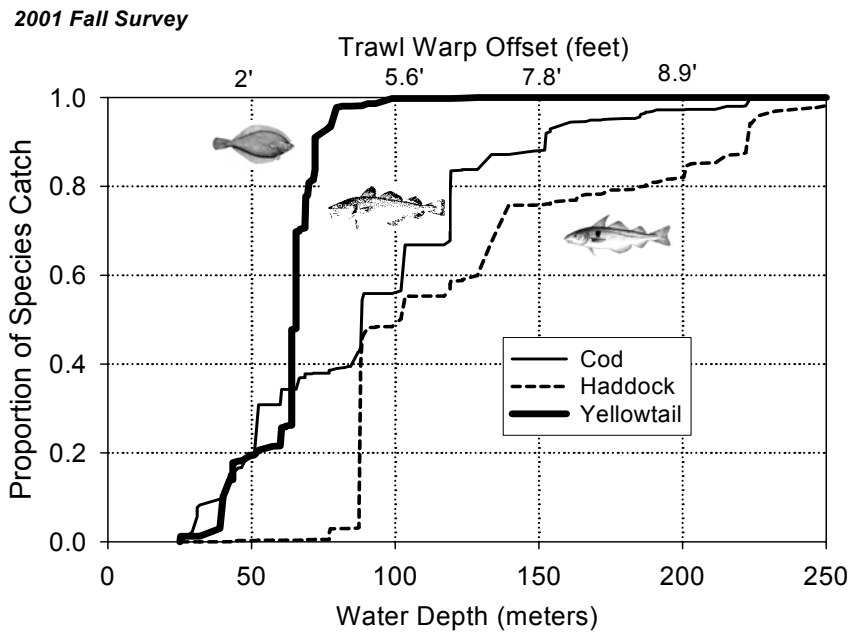 2001 Fall Survey
Trawl Warp Offset (feet)
2' 5.6' 7.8' 8.9'
1.0
0.8
0.6
0.4
0.2
0.0
Proportion of Species Catch
Cod
Haddock
Yellowtail
0 50 100 150 200 250
Water Depth (meters)